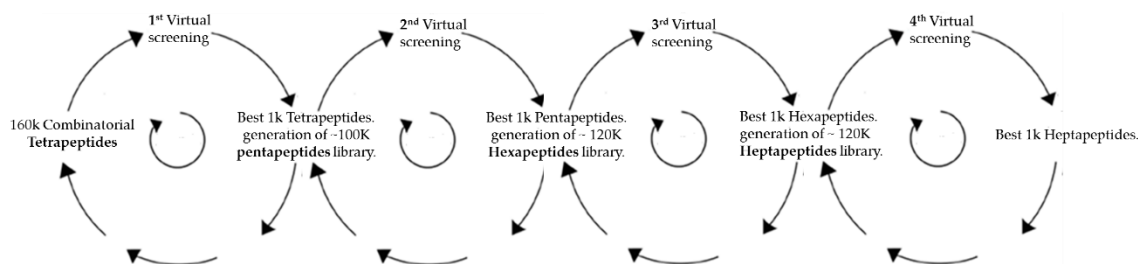 1st Virtual
screening
2nd Virtual
screening
3rd Virtual
screening
4th Virtual
screening
160k Combinatorial
Tetrapeptides
Best 1k Tetrapeptides.
generation of ~100K
pentapeptides library.
Best 1k Pentapeptides.
generation of ~ 120K
Hexapeptides library.
Best 1k Hexapeptides.
generation of ~ 120K
Heptapeptides library.
Best 1k Heptapeptides.